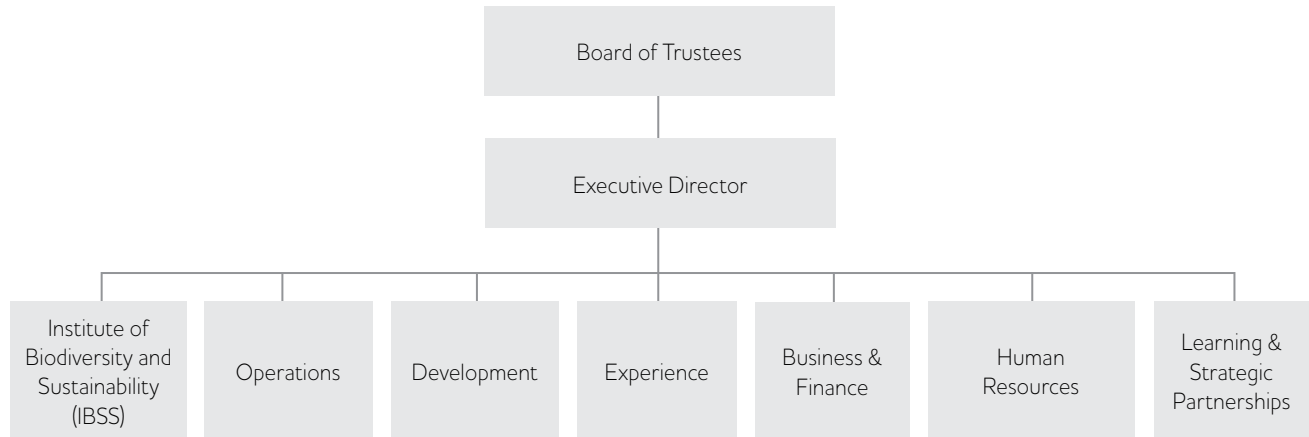 Board of Trustees
Executive Director
Institute of
Biodiversity and
Sustainability
(IBSS)
Operations
Development
Experience
Business &
Finance
Human
Resources
Learning &
Strategic
Partnerships